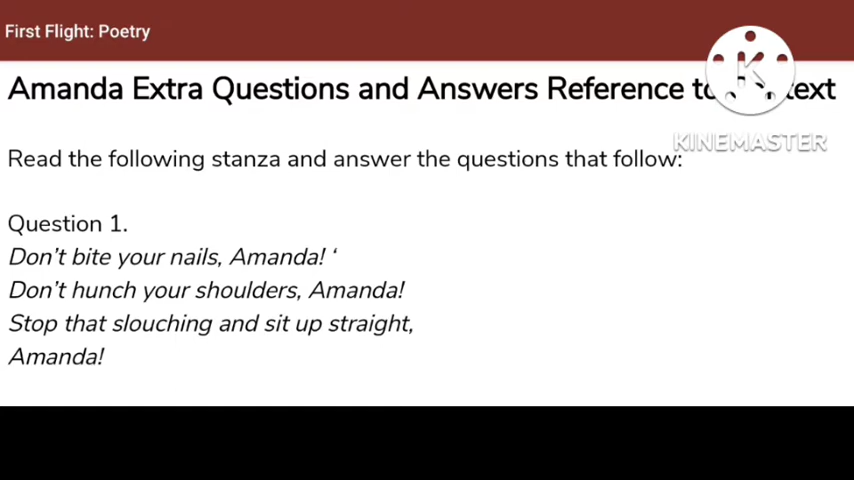 First Flight: Poetry
Amanda Extra Questions and Answers Reference to Context
KINEMASTER
Read the following stanza and answer the questions that follow:
Question 1.
Don’t bite your nails, Amanda! ‘
Don’t hunch your shoulders, Amanda!
Stop that slouching and sit up straight,
Amanda!